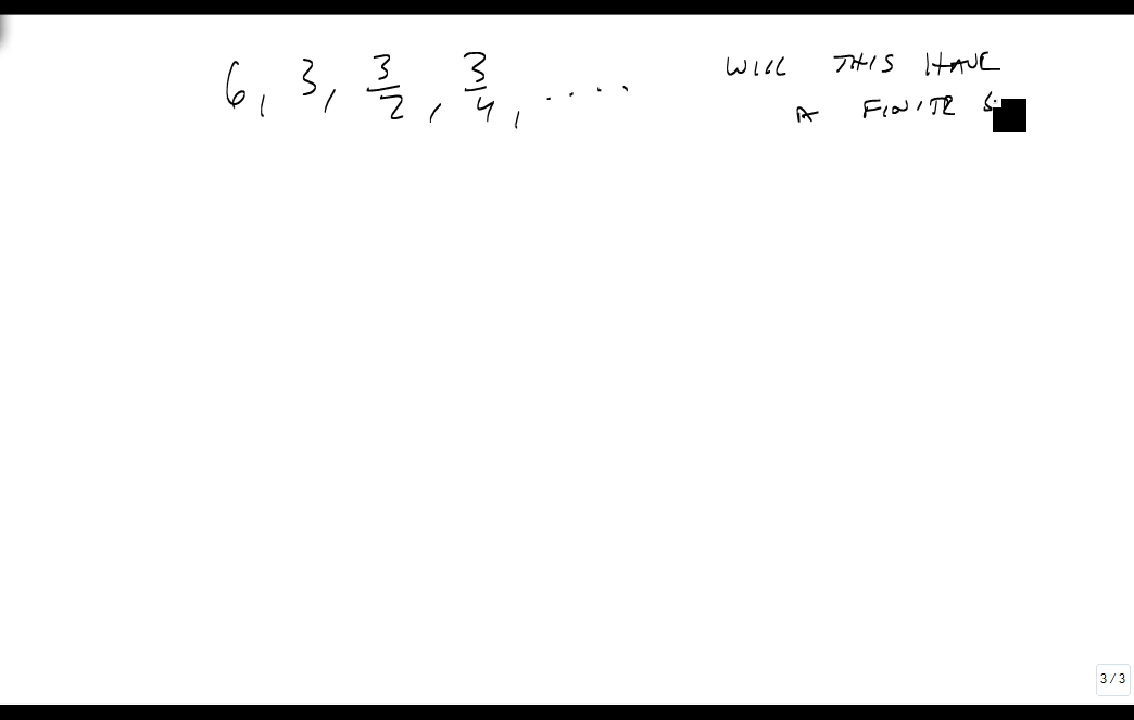 6, 3, 3/2, 3/4, ....
WILL THIS HAVE
A FINITE
3/3